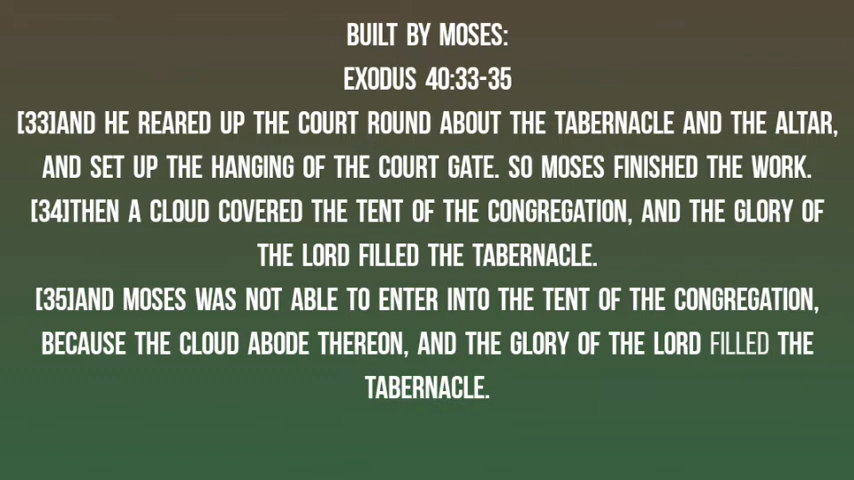 BUILT BY MOSES:
EXODUS 40:33-35
[33]AND HE REARED UP THE COURT ROUND ABOUT THE TABERNACLE AND THE ALTAR,
AND SET UP THE HANGING OF THE COURT GATE. SO MOSES FINISHED THE WORK.
[34]THEN A CLOUD COVERED THE TENT OF THE CONGREGATION, AND THE GLORY OF
THE LORD FILLED THE TABERNACLE.
[35]AND MOSES WAS NOT ABLE TO ENTER INTO THE TENT OF THE CONGREGATION,
BECAUSE THE CLOUD ABODE THEREON, AND THE GLORY OF THE LORD FILLED THE
TABERNACLE.